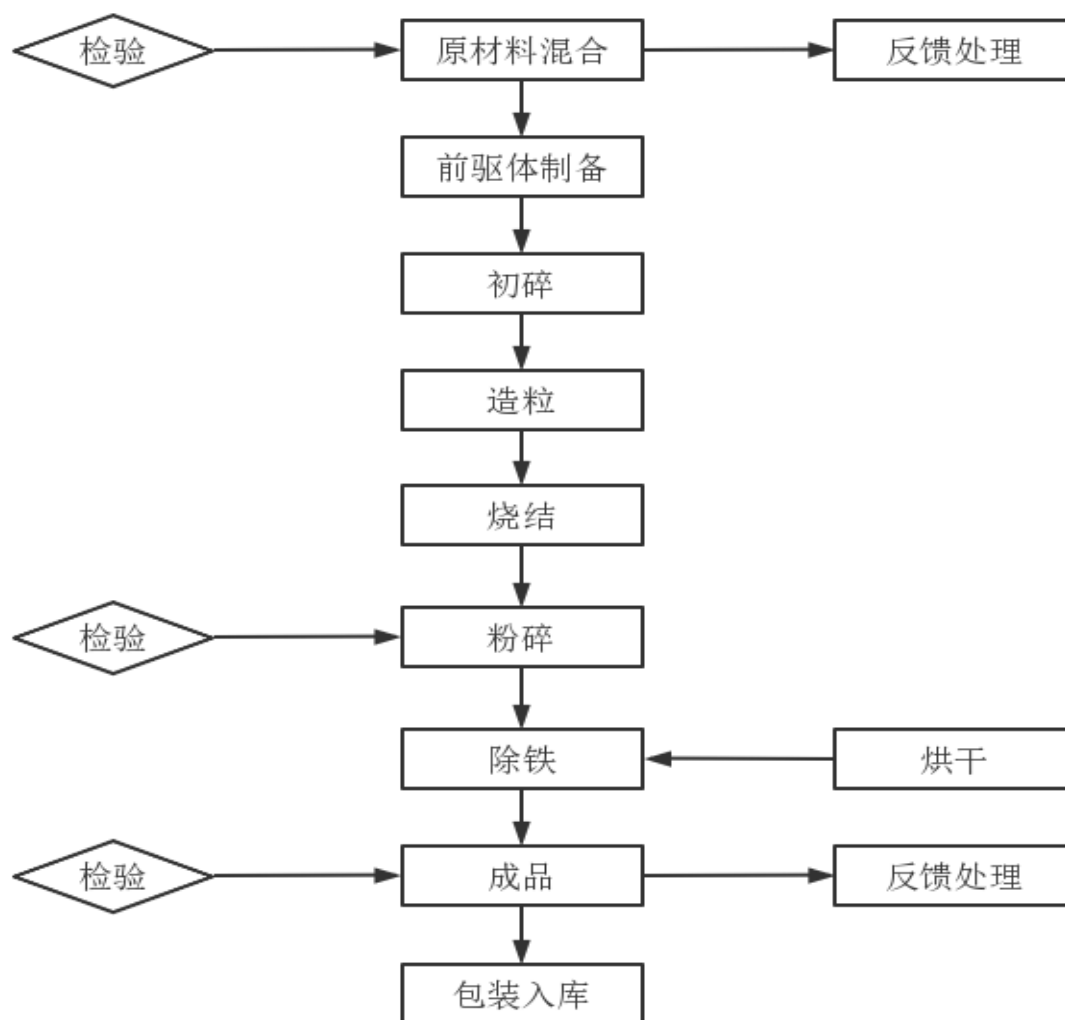 检验
原材料混合
反馈处理
前驱体制备
初碎
造粒
烧结
检验
粉碎
除铁
烘干
检验
成品
反馈处理
包装入库